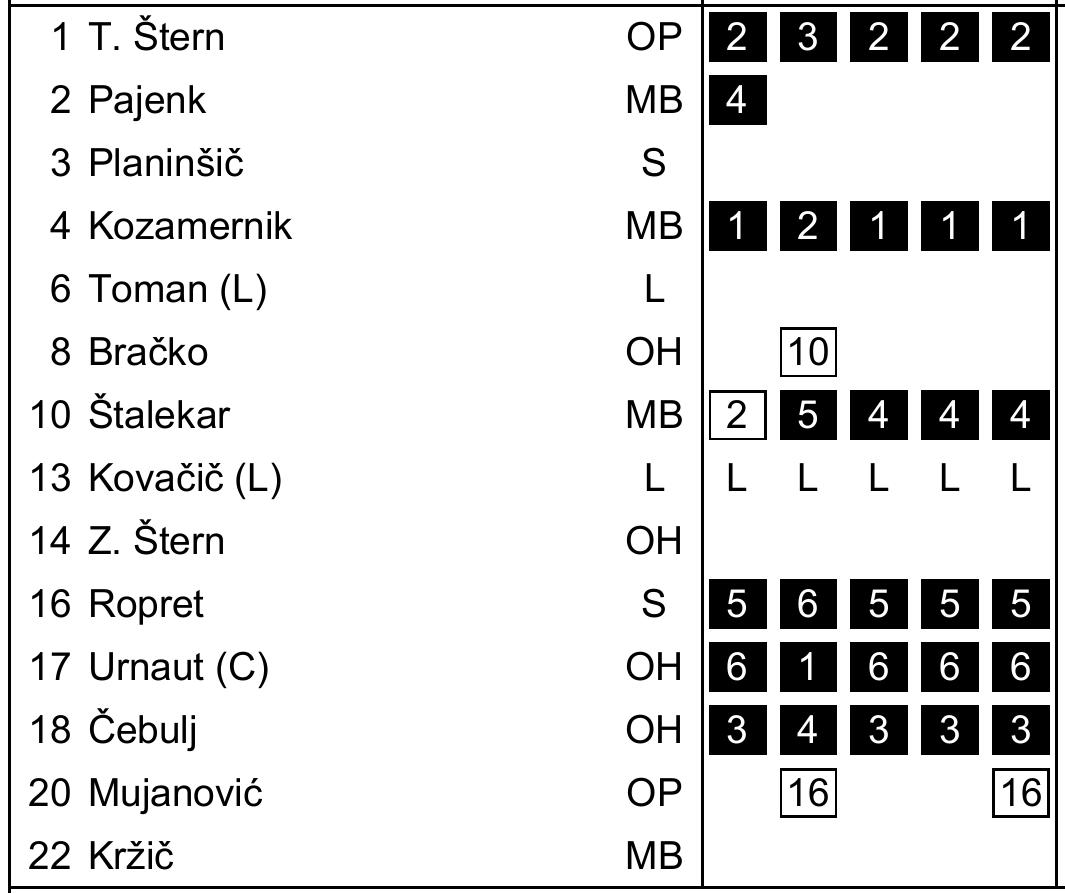 1 T. Štern OP 2 3 2 2 2
2 Pajenk MB 4
3 Planinšič S
4 Kozamernik MB 1 2 1 1 1
6 Toman (L) L
8 Bračko OH 10
10 Štalekar MB 2 5 4 4 4
13 Kovačič (L) L L L L L L
14 Z. Štern OH
16 Ropret S 5 6 5 5 5
17 Urnaut (C) OH 6 1 6 6 6
18 Čebulj OH 3 4 3 3 3
20 Mujanović OP 16 16
22 Kržič MB